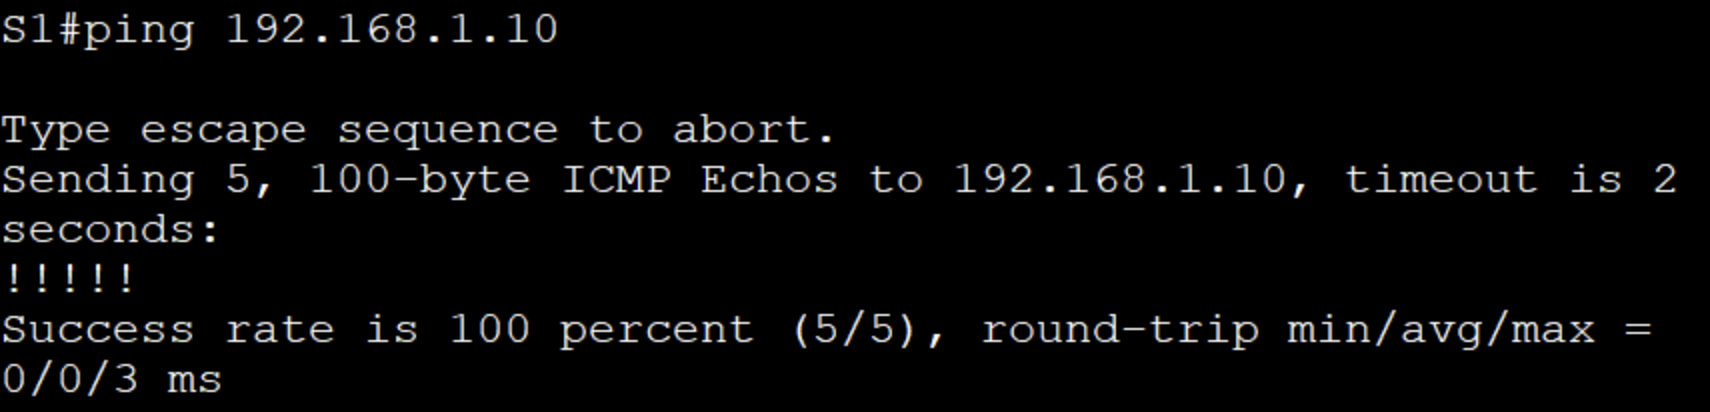 S1#ping 192.168.1.10
Type escape sequence to abort.
Sending 5, 100-byte ICMP Echos to 192.168.1.10, timeout is 2
seconds:
!!!!!
Success rate is 100 percent (5/5), round-trip min/avg/max =
0/0/3 ms